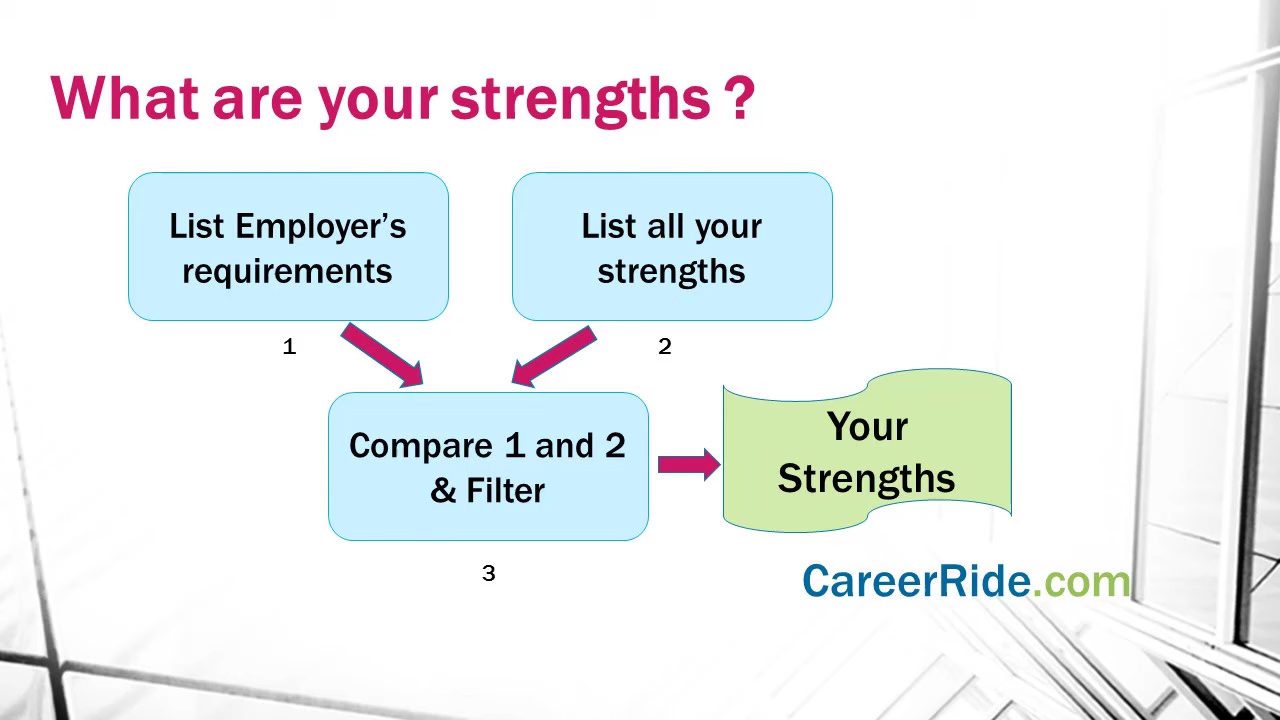 What are your strengths ?
List Employer’s
requirements
List all your
strengths
1
2
Compare 1 and 2
& Filter
Your
Strengths
3
CareerRide.com